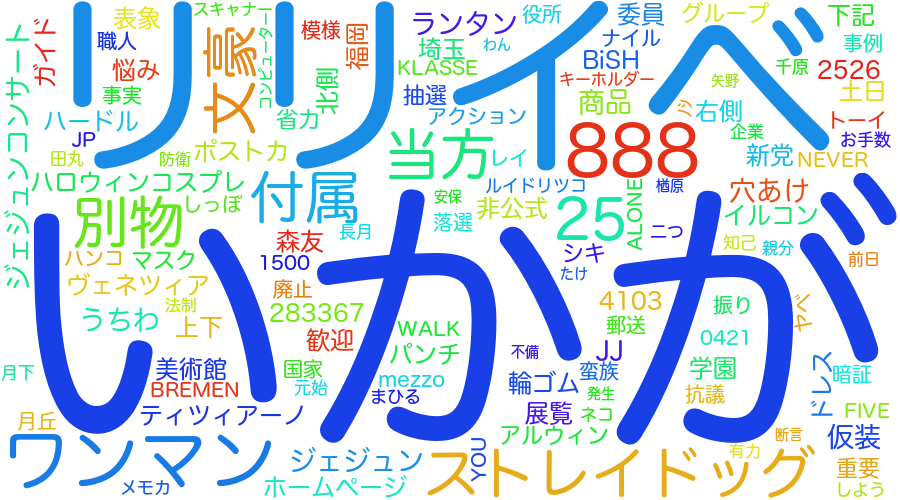 リリイベ
スキャナー
表象
職人
悩み
事実
ハードル
JP
田丸
防衛
ガイド
ジェジュンコンサート
文豪
コンピューター
模様
福岡
北側
省力
ポストカ
ランタン
埼玉
KLASSE
抽選
アクション
わん
役所
委員
ナイル
BiSH
キーホルダー
商品
グループ
矢野
右側
企業
新党
NEVER
下記
事例
千原
2526
土日
トーイ
お手数
当方
888
レイ
ハロウィンコスプレ
しっぽ
付属
別物
ルイドリツコ
楢原
安保
非公式
落選
25
ALONE
二つ
穴あけ
イルコン
知己
親分
前日
ハンコ
マスク
森友
長月
1500
シキ
たけ
ヴェネツィア
法制
廃止
283367
4103
振り
ヤベ
うちわ
上下
歓迎
WALK
郵送
0421
いかが
月下
美術館
BREMEN
国家
元始
パンチ
mezzo
まひる
不備
JJ
蛮族
輪ゴム
発生
学園
抗議
ドレス
暗証
FIVE
月丘
ティツィアーノ
展覧
ネコ
アルウィン
断言
有力
仮装
重要
しよう
ワンマン
メモカ
ジェジュン
ホームページ
YOU
ストレイドッグ